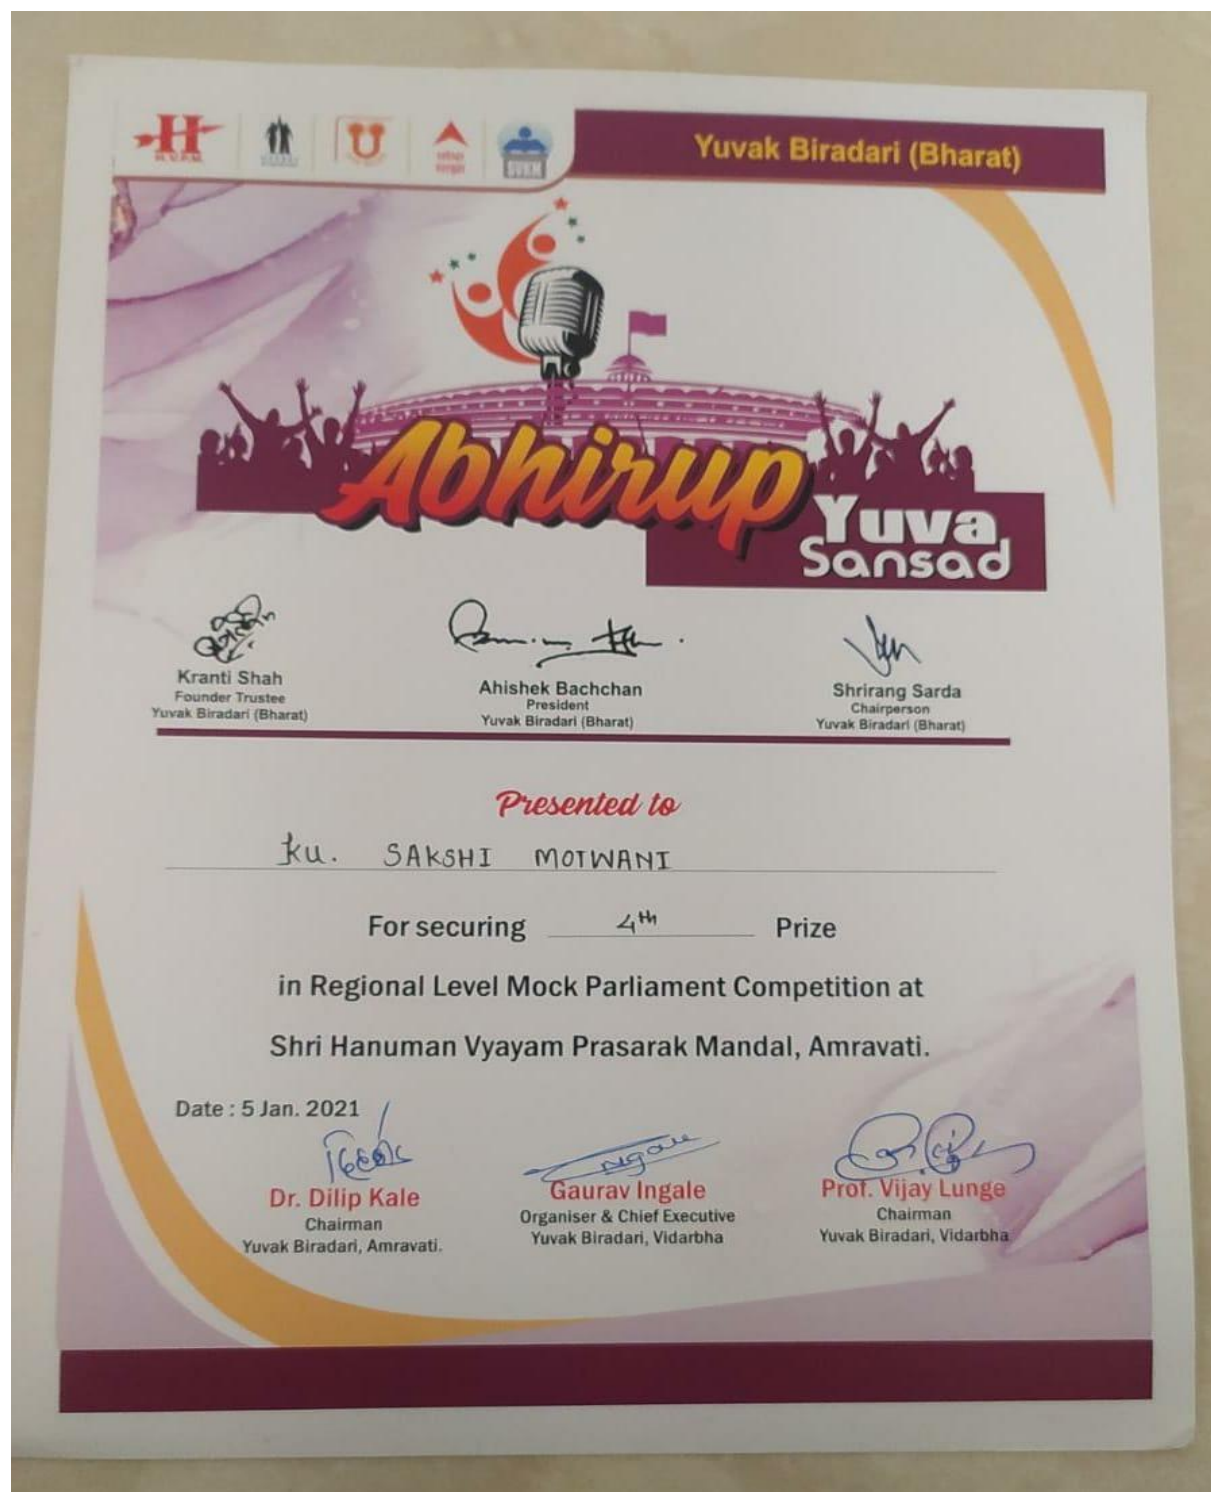 H.V.P.M.
SVKM
Yuvak Biradari (Bharat)
Abhirup
Yuva
Sansad
Kranti Shah
Founder Trustee
Yuvak Biradari (Bharat)
Ahishek Bachchan
President
Yuvak Biradari (Bharat)
Shrirang Sarda
Chairperson
Yuvak Biradari (Bharat)
Presented to
Ku. SAKSHI MOTWANI
For securing 4th Prize
in Regional Level Mock Parliament Competition at
Shri Hanuman Vyayam Prasarak Mandal, Amravati.
Date : 5 Jan. 2021
Dr. Dilip Kale
Chairman
Yuvak Biradari, Amravati.
Gaurav Ingale
Organiser & Chief Executive
Yuvak Biradari, Vidarbha
Prof. Vijay Lunge
Chairman
Yuvak Biradari, Vidarbha